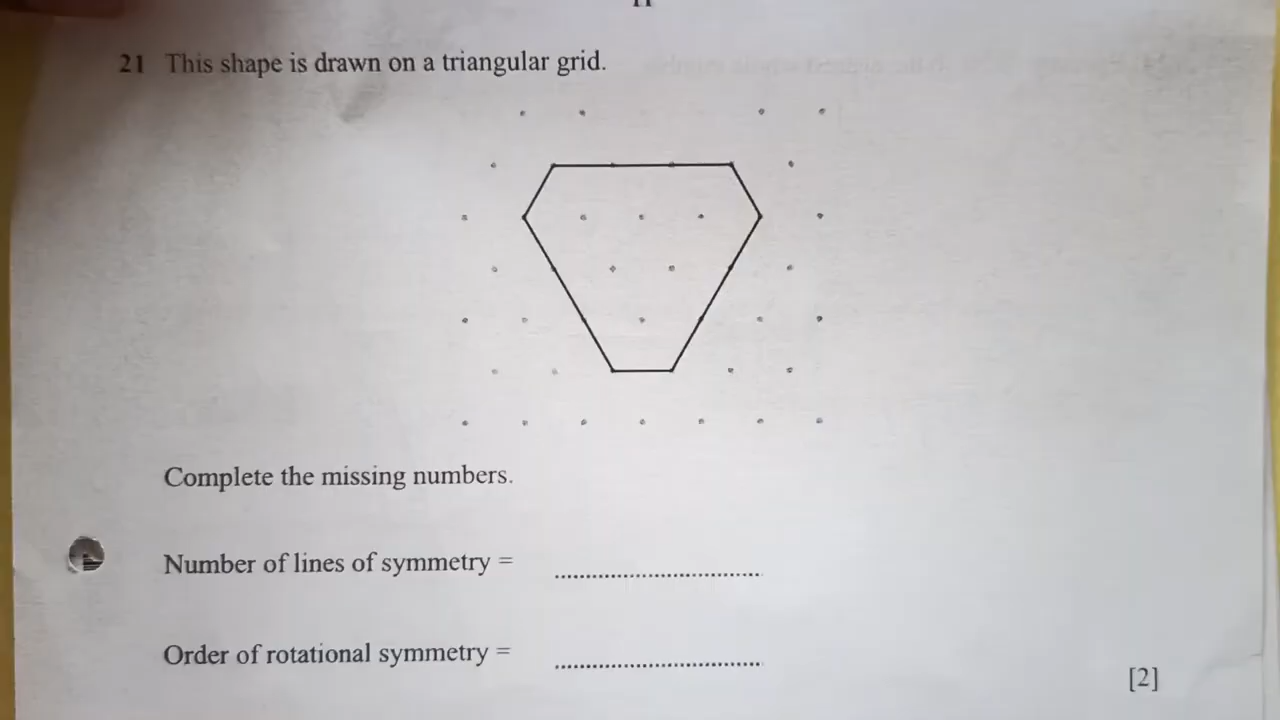 21 This shape is drawn on a triangular grid.
Complete the missing numbers.
Number of lines of symmetry = ........................................
Order of rotational symmetry = ........................................
[2]